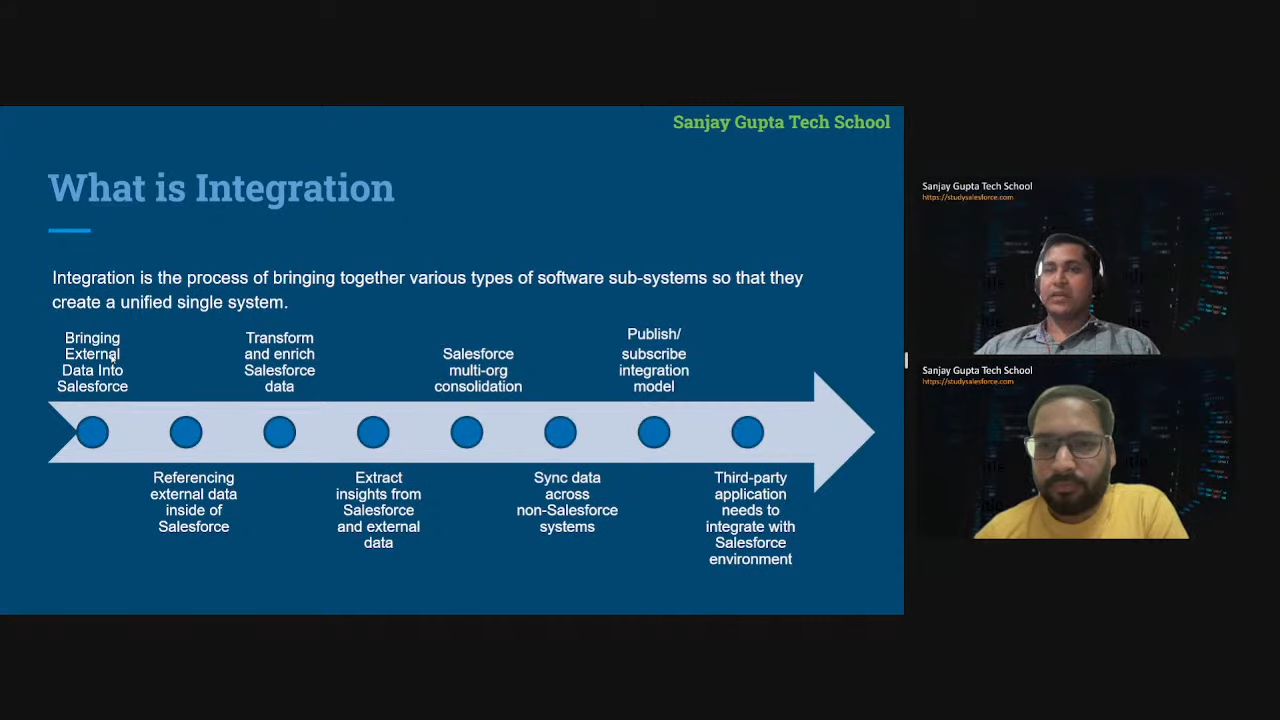 Sanjay Gupta Tech School
What is Integration
Integration is the process of bringing together various types of software sub-systems so that they
create a unified single system.
Bringing
External
Data Into
Salesforce
Transform
and enrich
Salesforce
data
Salesforce
multi-org
consolidation
Publish/
subscribe
integration
model
Referencing
external data
inside of
Salesforce
Extract
insights from
Salesforce
and external
data
Sync data
across
non-Salesforce
systems
Third-party
application
needs to
integrate with
Salesforce
environment
Sanjay Gupta Tech School
https://studysalesforce.com
Sanjay Gupta Tech School
https://studysalesforce.com